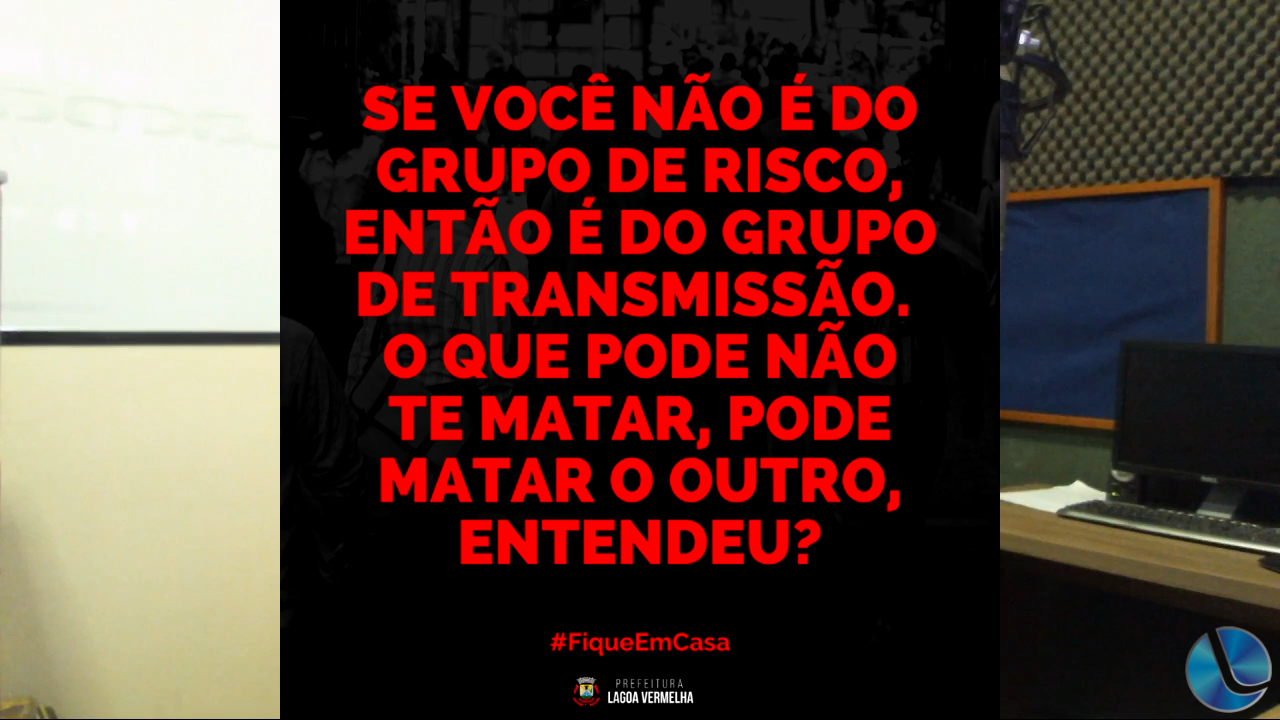 SE VOCÊ NÃO É DO
GRUPO DE RISCO,
ENTÃO É DO GRUPO
DE TRANSMISSÃO.
O QUE PODE NÃO
TE MATAR, PODE
MATAR O OUTRO,
ENTENDEU?
#FiqueEmCasa
PREFEITURA
LAGOA VERMELHA